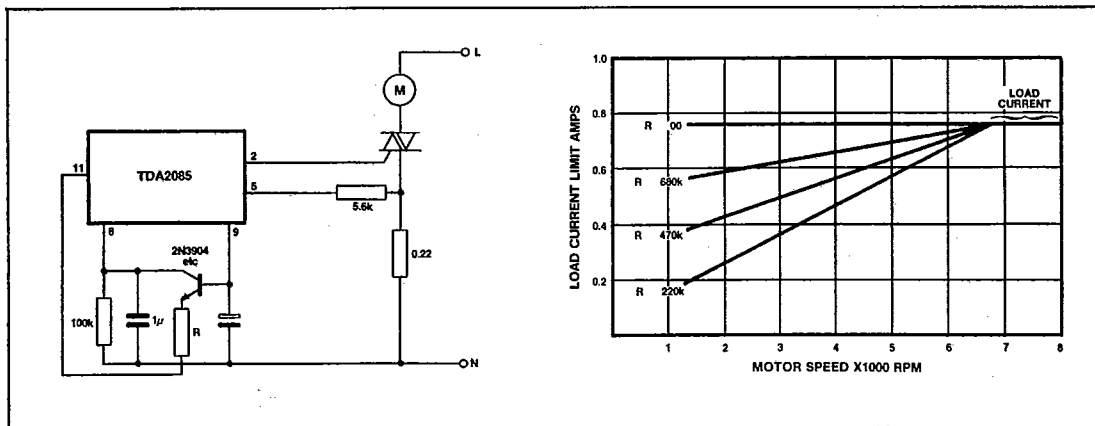 L
M
11
TDA2085
2
5
5.6k
8
9
0.22
2N3904
etc
100k
1µ
R
N
LOAD CURRENT LIMIT AMPS
1.0
0.8
0.6
0.4
0.2
LOAD
CURRENT
R 00
R 680k
R 470k
R 220k
1 2 3 4 5 6 7 8
MOTOR SPEED X1000 RPM